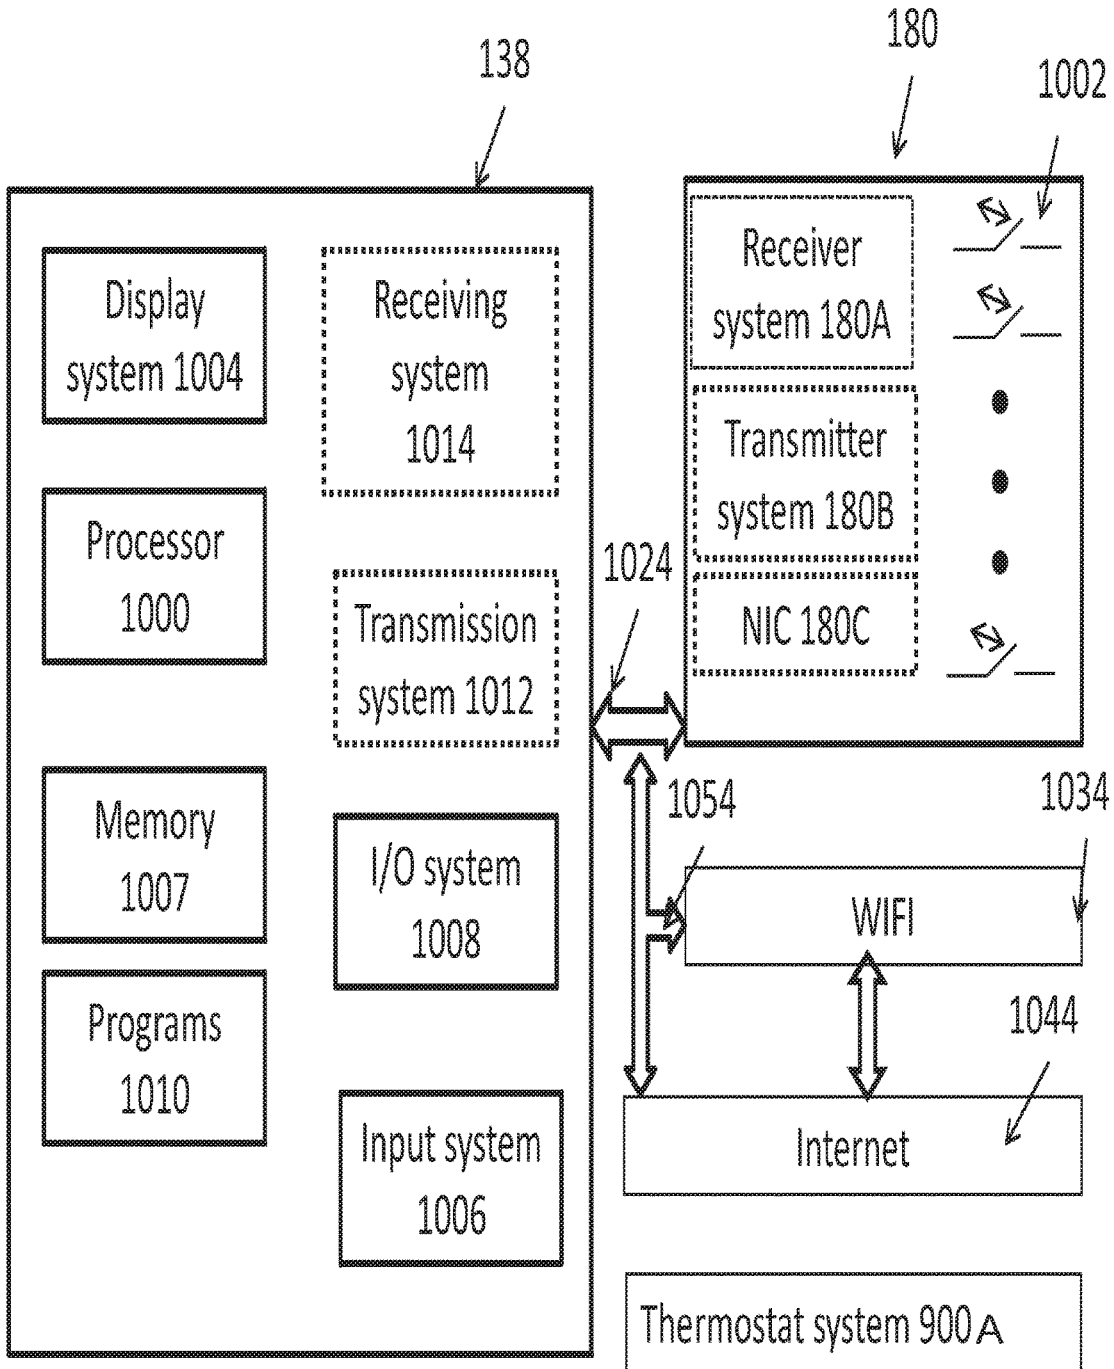 138
180
1002
Display
system 1004
Receiving
system
1014
Processor
1000
Transmission
system 1012
Memory
1007
I/O system
1008
Programs
1010
Input system
1006
1024
Receiver
system 180A
Transmitter
system 180B
NIC 180C
1054
1034
WIFI
1044
Internet
Thermostat system 900 A